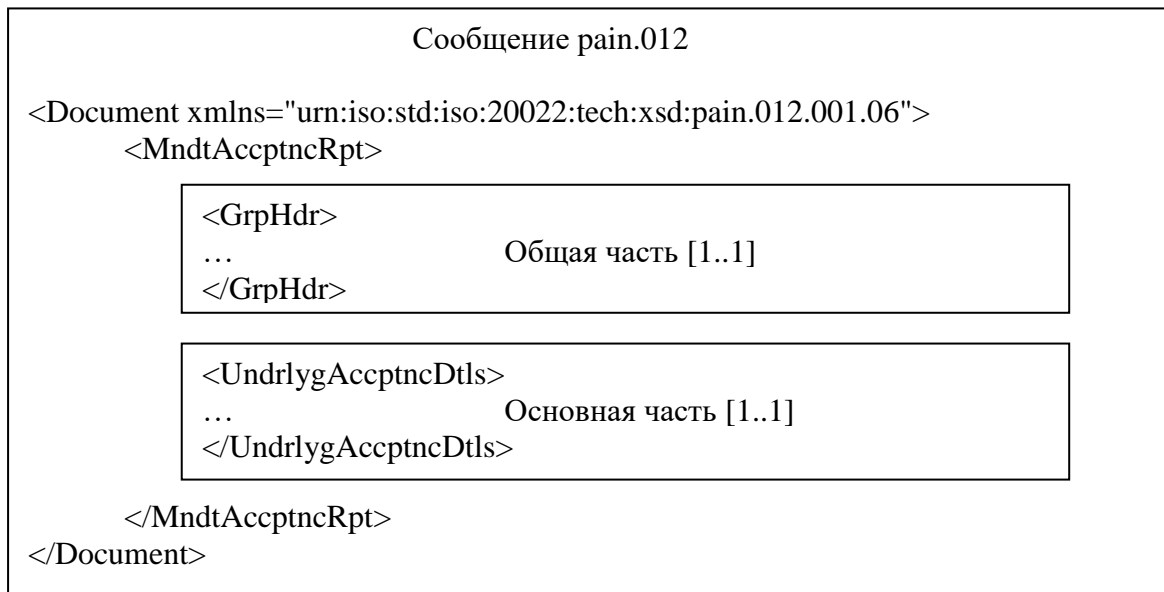 Сообщение pain.012
<Document xmlns="urn:iso:std:iso:20022:tech:xsd:pain.012.001.06">
<MndtAccptncRpt>
<GrpHdr>
… Общая часть [1..1]
</GrpHdr>
<UndrlygAccptncDtls>
… Основная часть [1..1]
</UndrlygAccptncDtls>
</MndtAccptncRpt>
</Document>